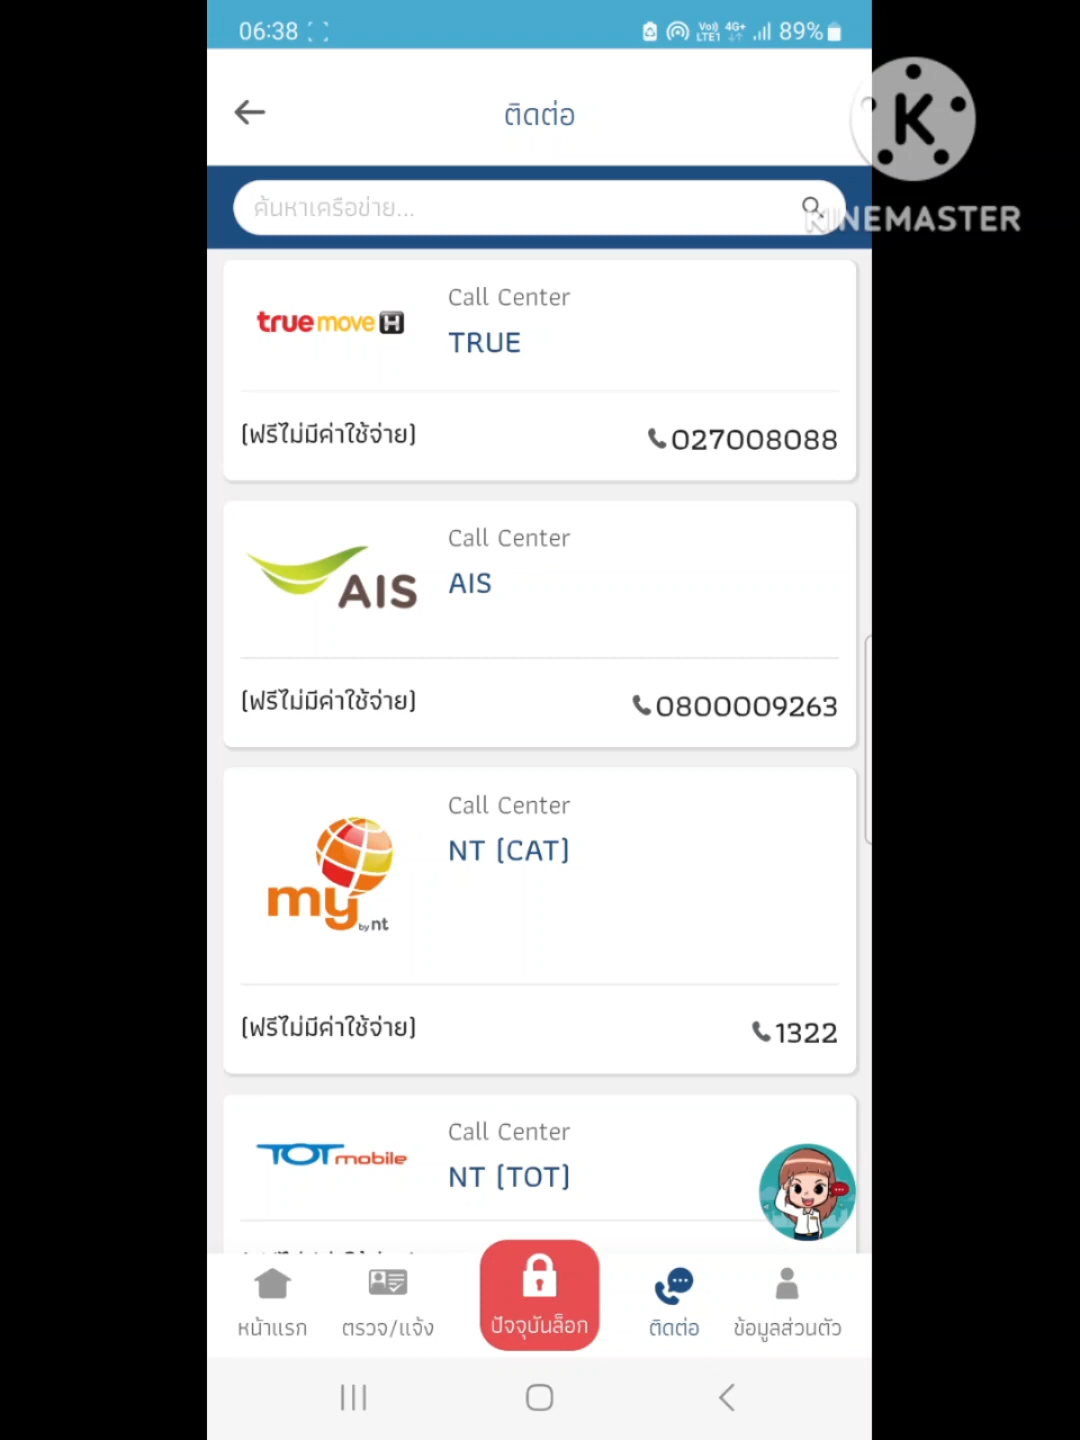 06:38
Vo) LTE1 4G+ 89%
ติดต่อ
ค้นหาเครือข่าย...
KINEMASTER
true move H
Call Center
TRUE
(ฟรีไม่มีค่าใช้จ่าย)
027008088
AIS
Call Center
AIS
(ฟรีไม่มีค่าใช้จ่าย)
0800009263
my by nt
Call Center
NT (CAT)
(ฟรีไม่มีค่าใช้จ่าย)
1322
TOT mobile
Call Center
NT (TOT)
หน้าแรก
ตรวจ/แจ้ง
ปัจจุบันล็อก
ติดต่อ
ข้อมูลส่วนตัว